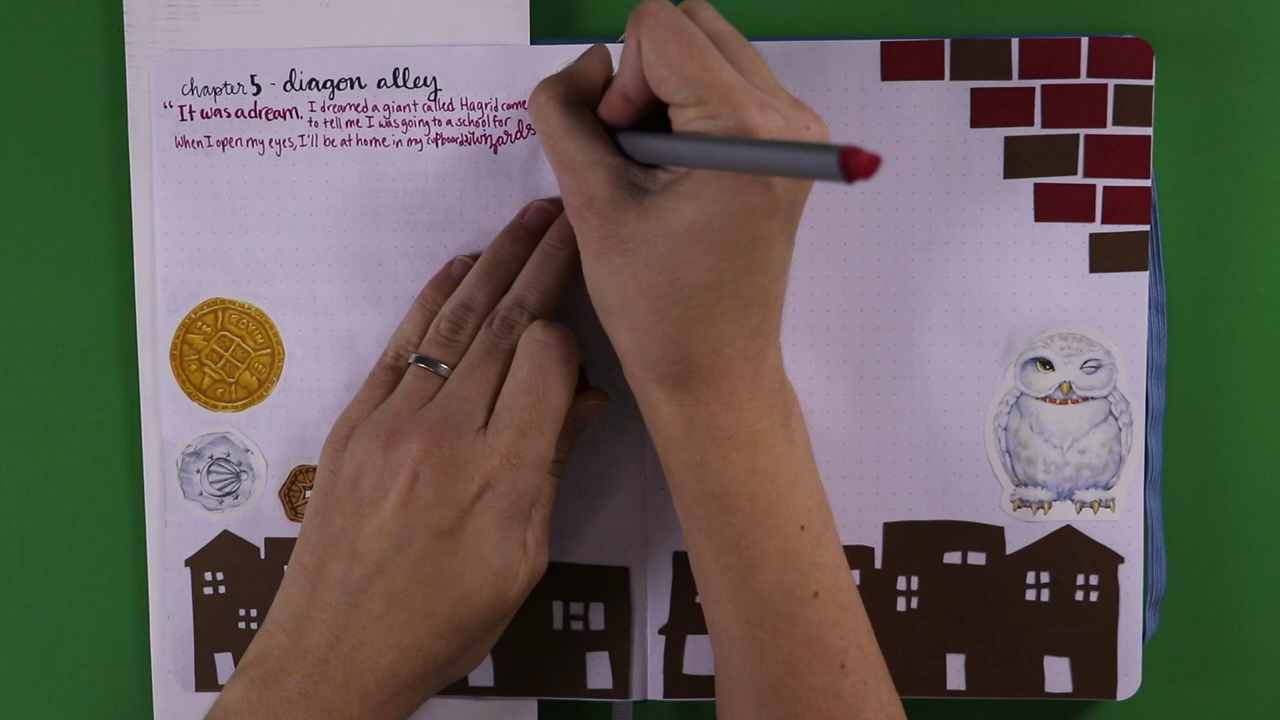 chapter 5 - diagon alley
"It was a dream. I dreamed a giant called Hagrid came
to tell me I was going to a school for
When I open my eyes, I'll be at home in my cupboard." wizards